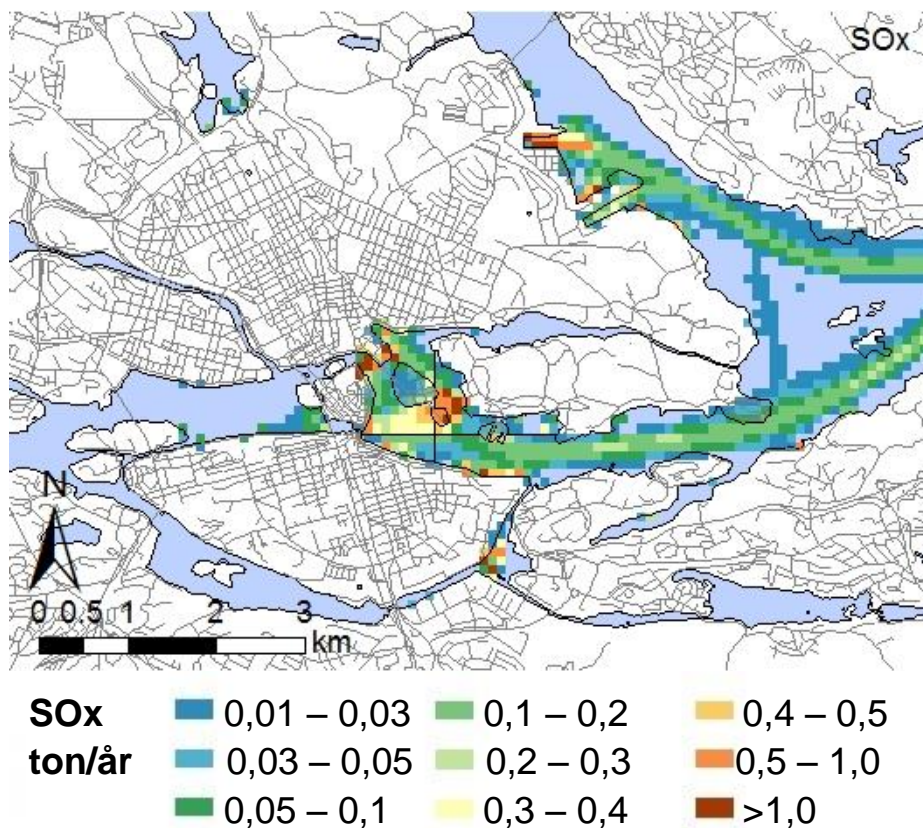 SOx
N
0 0.5 1 2 3
km
SOx 0,01 – 0,03 0,1 – 0,2 0,4 – 0,5
ton/år 0,03 – 0,05 0,2 – 0,3 0,5 – 1,0
0,05 – 0,1 0,3 – 0,4 >1,0